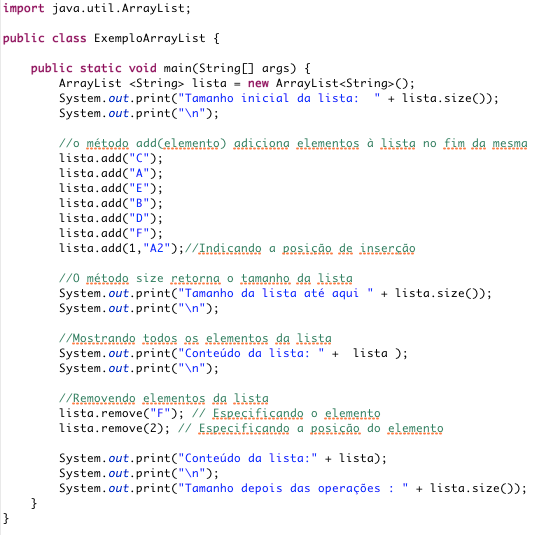 import java.util.ArrayList;
public class ExemploArrayList {
public static void main(String[] args) {
ArrayList <String> lista = new ArrayList<String>();
System.out.print("Tamanho inicial da lista:  " + lista.size());
System.out.print("\n");
//o método add(elemento) adiciona elementos à lista no fim da mesma
lista.add("C");
lista.add("A");
lista.add("E");
lista.add("B");
lista.add("D");
lista.add("F");
lista.add(1,"A2");//Indicando a posição de inserção
//O método size retorna o tamanho da lista
System.out.print("Tamanho da lista até aqui " + lista.size());
System.out.print("\n");
//Mostrando todos os elementos da lista
System.out.print("Conteúdo da lista: " +  lista );
System.out.print("\n");
//Removendo elementos da lista
lista.remove("F"); // Especificando o elemento
lista.remove(2); // Especificando a posição do elemento
System.out.print("Conteúdo da lista:" + lista);
System.out.print("\n");
System.out.print("Tamanho depois das operações : " + lista.size());
}
}